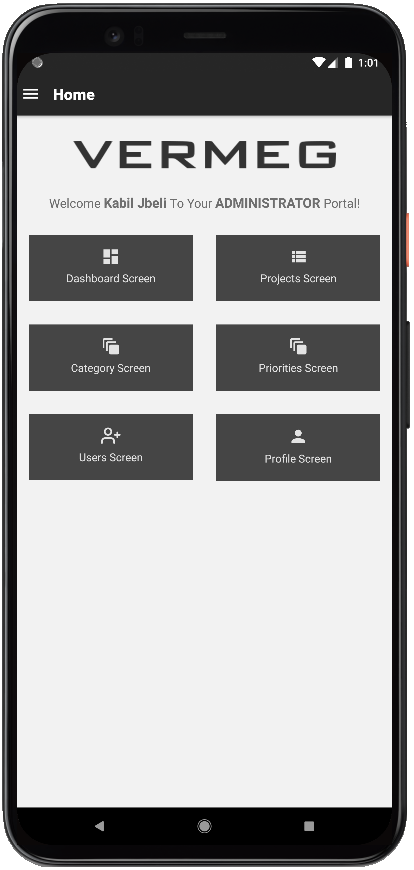 1:01
Home
VERMEG
Welcome Kabil Jbeli To Your ADMINISTRATOR Portal!
Dashboard Screen
Projects Screen
Category Screen
Priorities Screen
Users Screen
Profile Screen